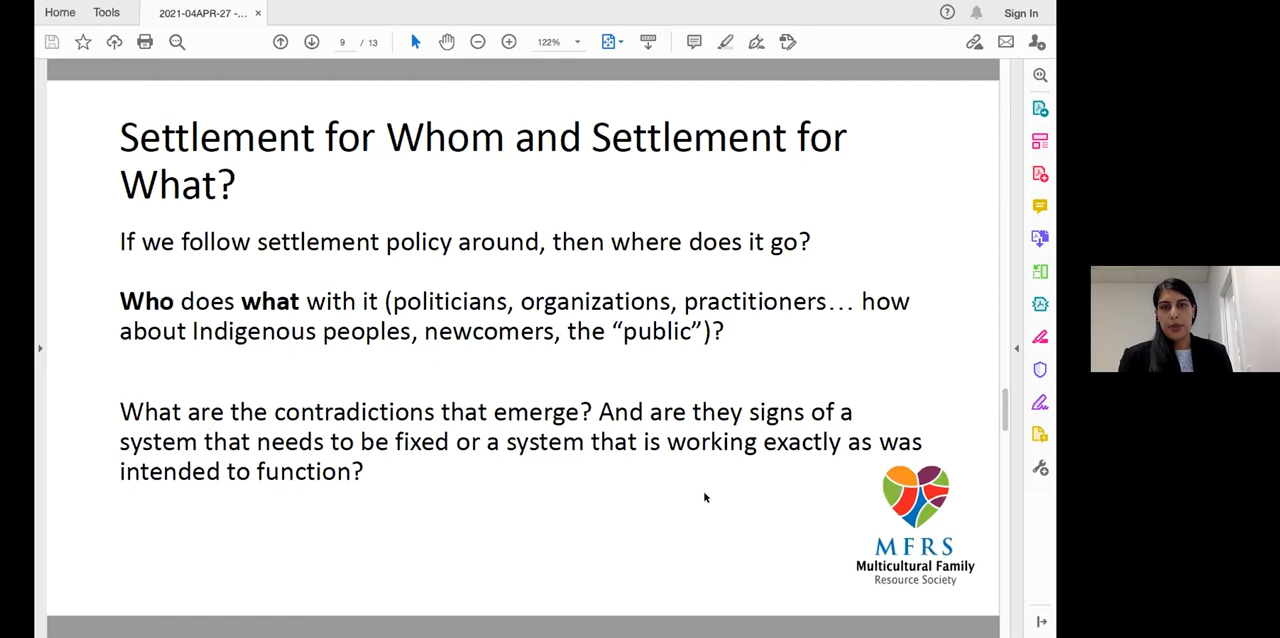 Home Tools 2021-04APR-27 -... × Sign In
9 / 13 122%
Settlement for Whom and Settlement for
What?
If we follow settlement policy around, then where does it go?
Who does what with it (politicians, organizations, practitioners... how
about Indigenous peoples, newcomers, the “public”)?
What are the contradictions that emerge? And are they signs of a
system that needs to be fixed or a system that is working exactly as was
intended to function?
MFRS
Multicultural Family
Resource Society